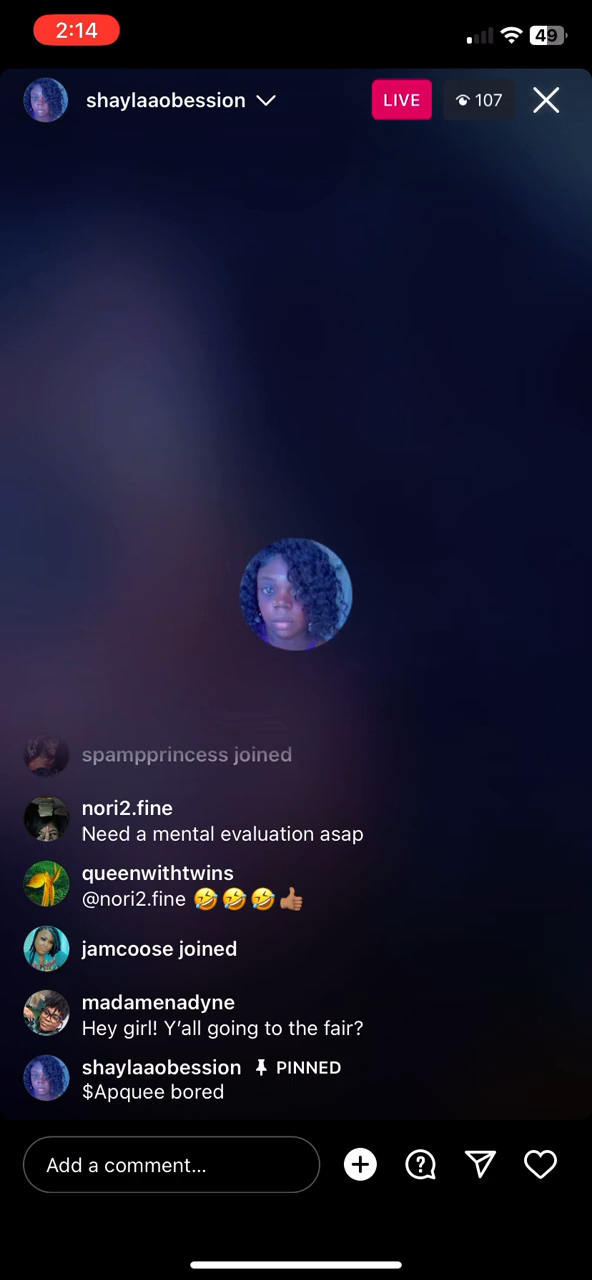 2:14
49
shaylaaobession
LIVE
107
spampprincess joined
nori2.fine
Need a mental evaluation asap
queenwithtwins
@nori2.fine 🤣🤣🤣👍🏽
jamcoose joined
madamenadyne
Hey girl! Y’all going to the fair?
shaylaaobession PINNED
$Apquee bored
Add a comment...